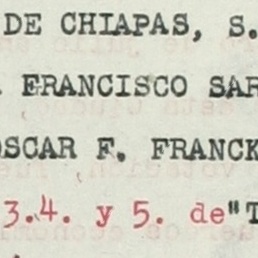 DE CHIAPAS, S.
. FRANCISCO SAR
OSCAR F. FRANCK
3.4. y 5. de "T